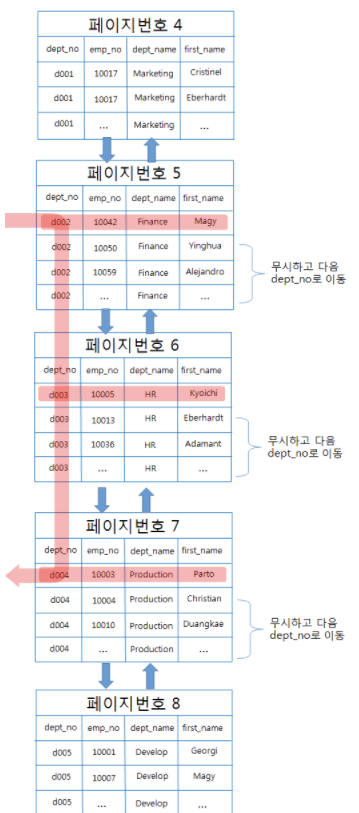 페이지번호 4
dept_no emp_no dept_name first_name
d001 10017 Marketing Cristinel
d001 10017 Marketing Eberhardt
d001 ... Marketing ...
페이지번호 5
dept_no emp_no dept_name first_name
d002 10042 Finance Magy
d002 10050 Finance Yinghua
d002 10059 Finance Alejandro
d002 ... Finance ...
무시하고 다음
dept_no로 이동
페이지번호 6
dept_no emp_no dept_name first_name
d003 10005 HR Kyoichi
d003 10013 HR Eberhardt
d003 10036 HR Adamant
d003 ... HR ...
무시하고 다음
dept_no로 이동
페이지번호 7
dept_no emp_no dept_name first_name
d004 10003 Production Parto
d004 10004 Production Christian
d004 10010 Production Duangkae
d004 ... Production ...
무시하고 다음
dept_no로 이동
페이지번호 8
dept_no emp_no dept_name first_name
d005 10001 Develop Georgi
d005 10007 Develop Magy
d005 ... Develop ...